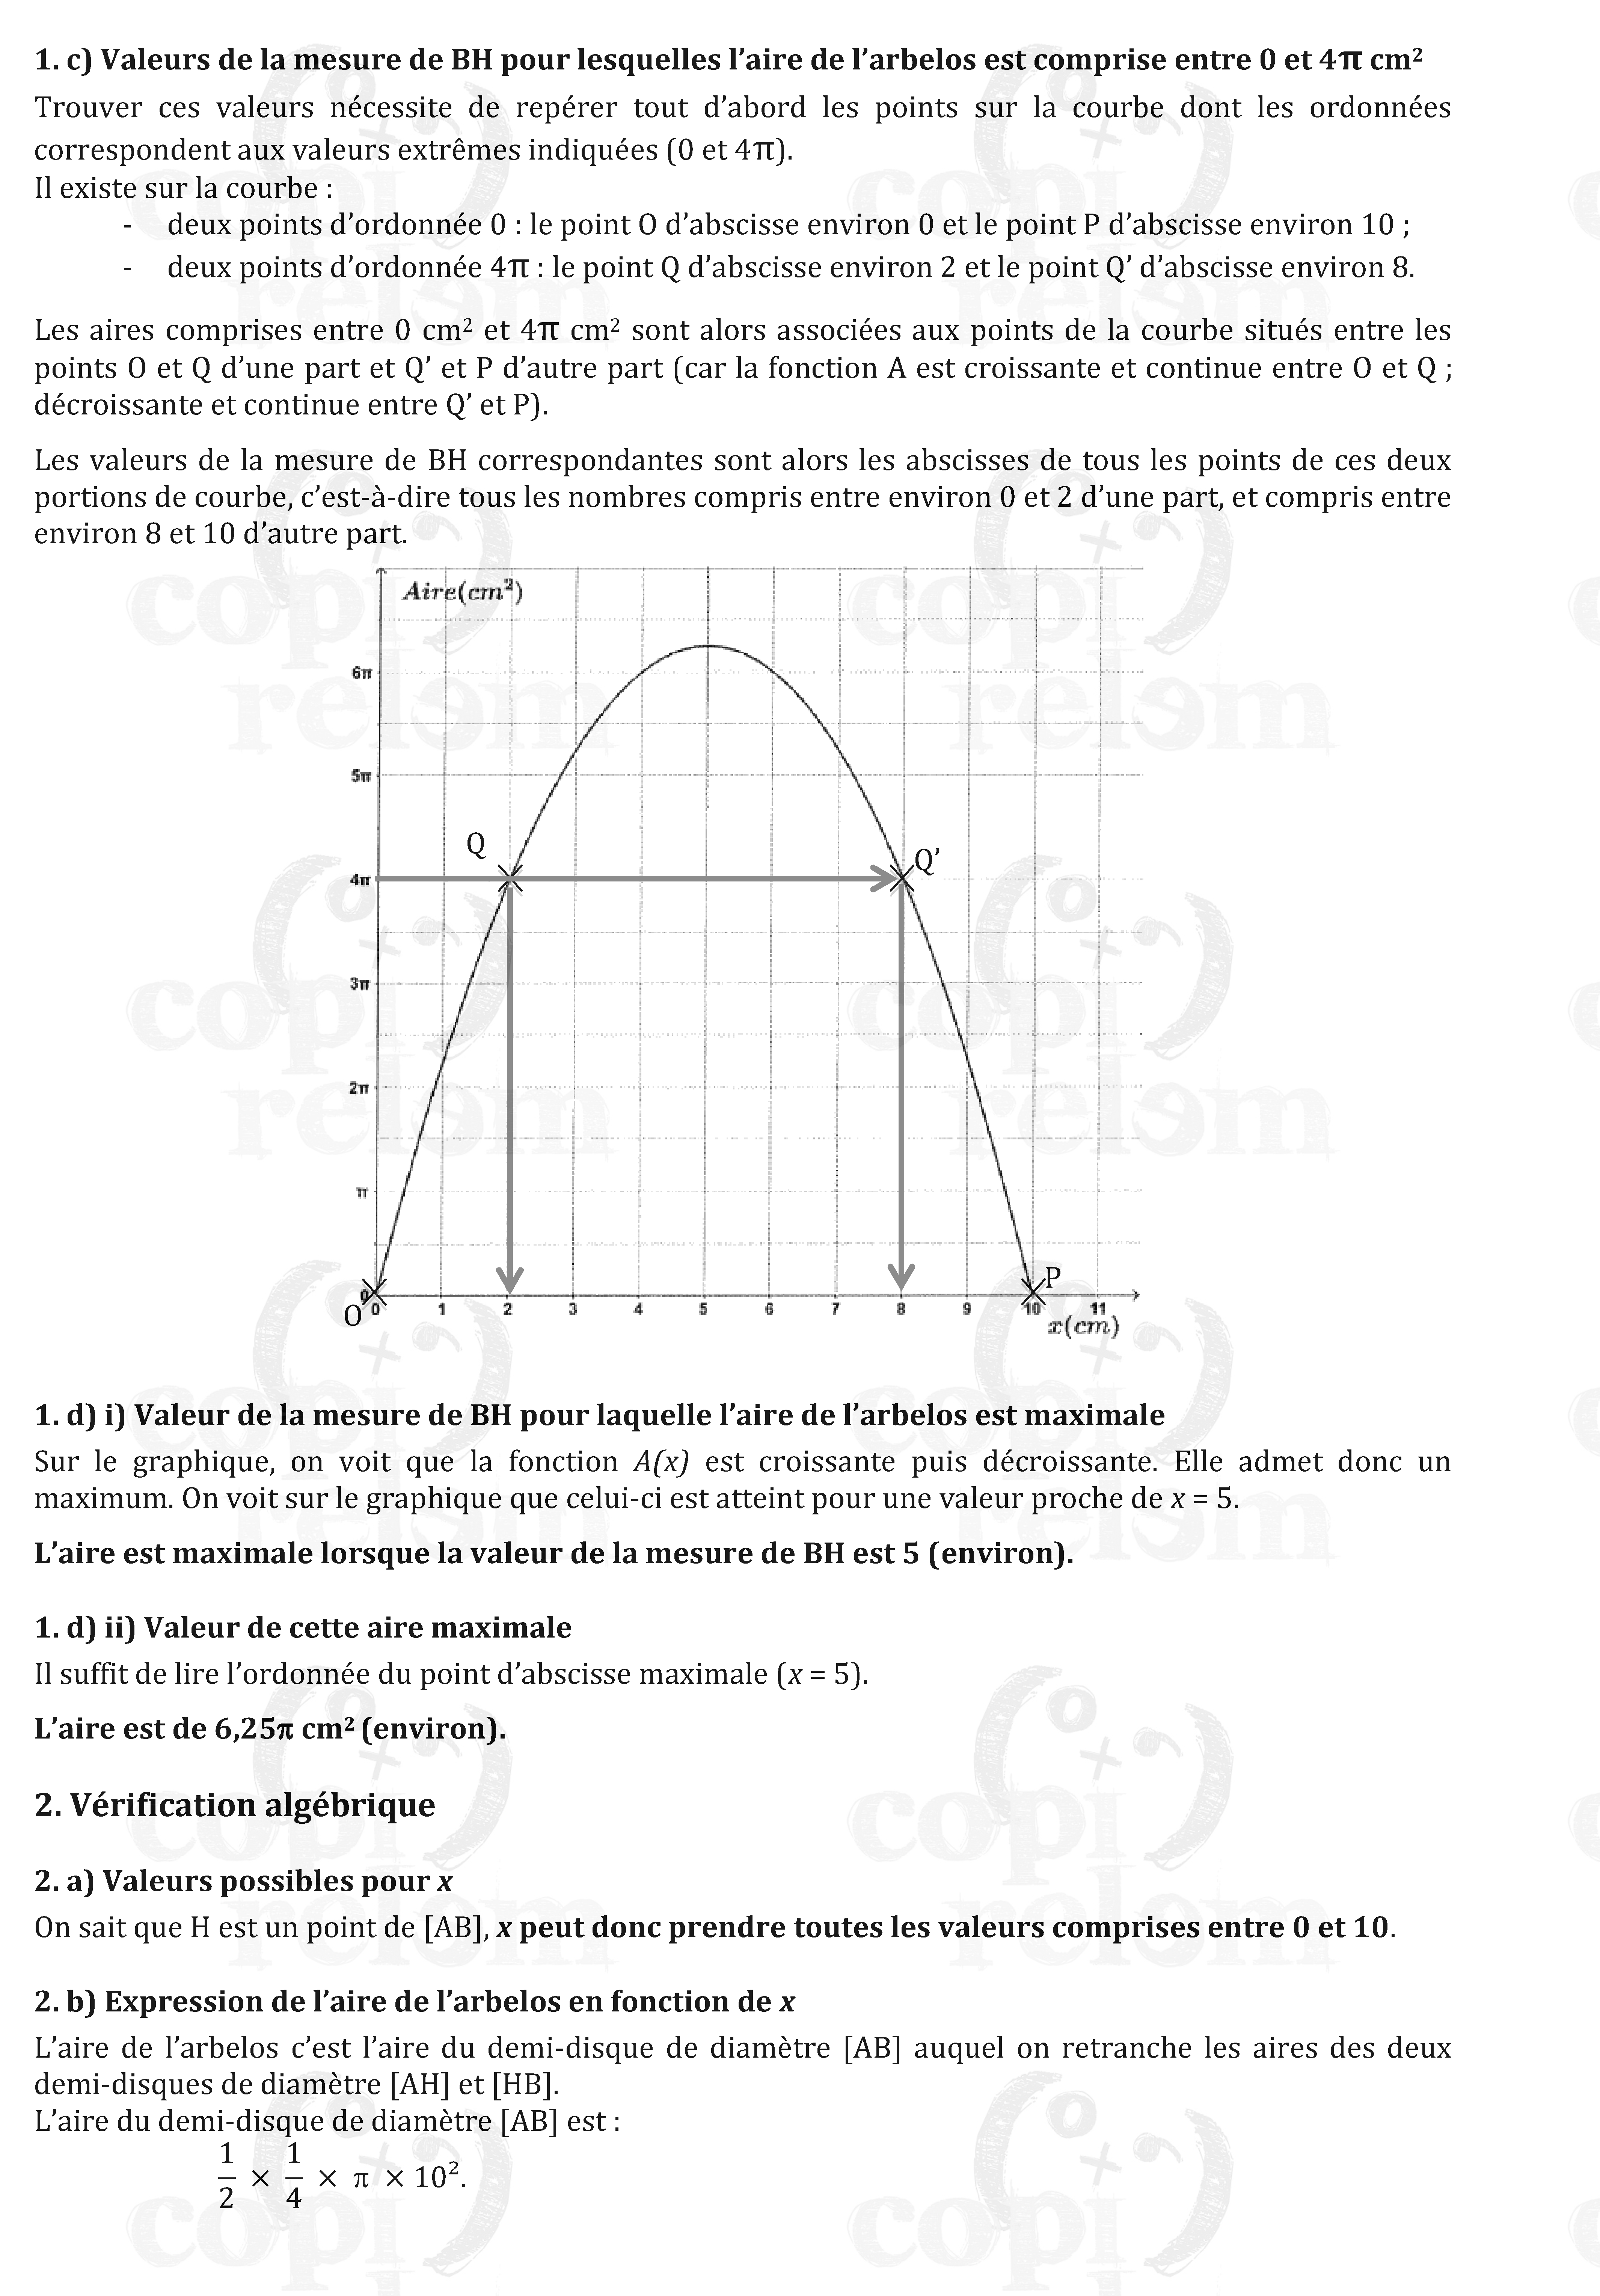 1. c) Valeurs de la mesure de BH pour lesquelles l’aire de l’arbelos est comprise entre 0 et 4π cm²
Trouver ces valeurs nécessite de repérer tout d’abord les points sur la courbe dont les ordonnées
correspondent aux valeurs extrêmes indiquées (0 et 4π).
Il existe sur la courbe :
- deux points d’ordonnée 0 : le point O d’abscisse environ 0 et le point P d’abscisse environ 10 ;
- deux points d’ordonnée 4π : le point Q d’abscisse environ 2 et le point Q’ d’abscisse environ 8.
Les aires comprises entre 0 cm² et 4π cm² sont alors associées aux points de la courbe situés entre les
points O et Q d’une part et Q’ et P d’autre part (car la fonction A est croissante et continue entre O et Q ;
décroissante et continue entre Q’ et P).
Les valeurs de la mesure de BH correspondantes sont alors les abscisses de tous les points de ces deux
portions de courbe, c’est-à-dire tous les nombres compris entre environ 0 et 2 d’une part, et compris entre
environ 8 et 10 d’autre part.
Aire(cm²)
6π
5π
Q
Q’
4π
3π
2π
π
P
0
O
0 1 2 3 4 5 6 7 8 9 10 11
x(cm)
1. d) i) Valeur de la mesure de BH pour laquelle l’aire de l’arbelos est maximale
Sur le graphique, on voit que la fonction A(x) est croissante puis décroissante. Elle admet donc un
maximum. On voit sur le graphique que celui-ci est atteint pour une valeur proche de x = 5.
L’aire est maximale lorsque la valeur de la mesure de BH est 5 (environ).
1. d) ii) Valeur de cette aire maximale
Il suffit de lire l’ordonnée du point d’abscisse maximale (x = 5).
L’aire est de 6,25π cm² (environ).
2. Vérification algébrique
2. a) Valeurs possibles pour x
On sait que H est un point de [AB], x peut donc prendre toutes les valeurs comprises entre 0 et 10.
2. b) Expression de l’aire de l’arbelos en fonction de x
L’aire de l’arbelos c’est l’aire du demi-disque de diamètre [AB] auquel on retranche les aires des deux
demi-disques de diamètre [AH] et [HB].
L’aire du demi-disque de diamètre [AB] est :
1/2 × 1/4 × π × 10².
copirelem